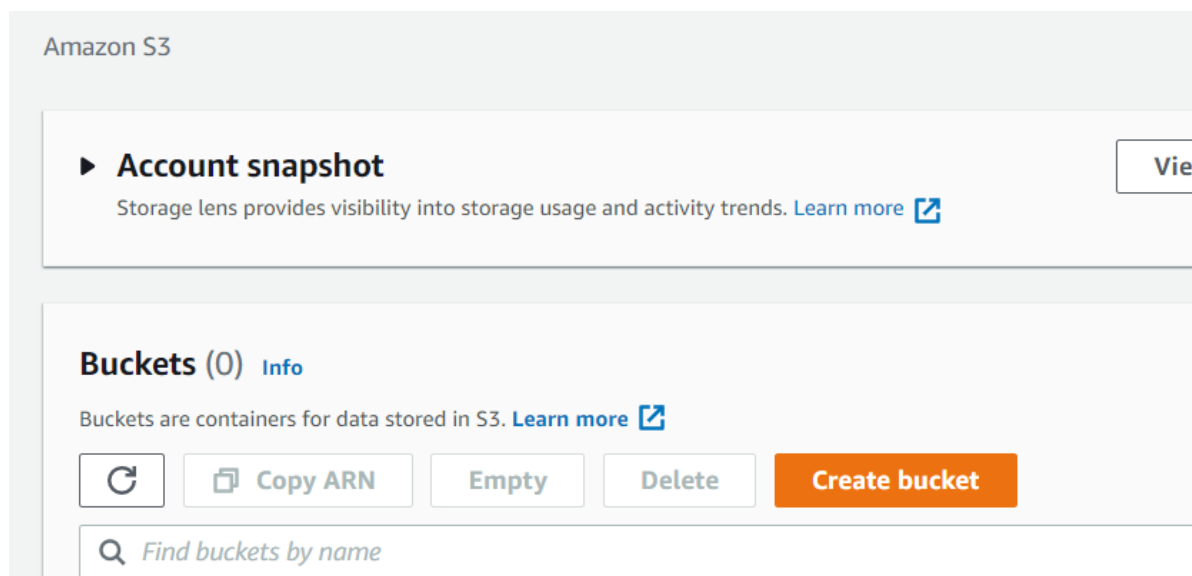 Amazon S3
Account snapshot
Storage lens provides visibility into storage usage and activity trends. Learn more
Buckets (0) Info
Buckets are containers for data stored in S3. Learn more
Copy ARN Empty Delete Create bucket
Find buckets by name